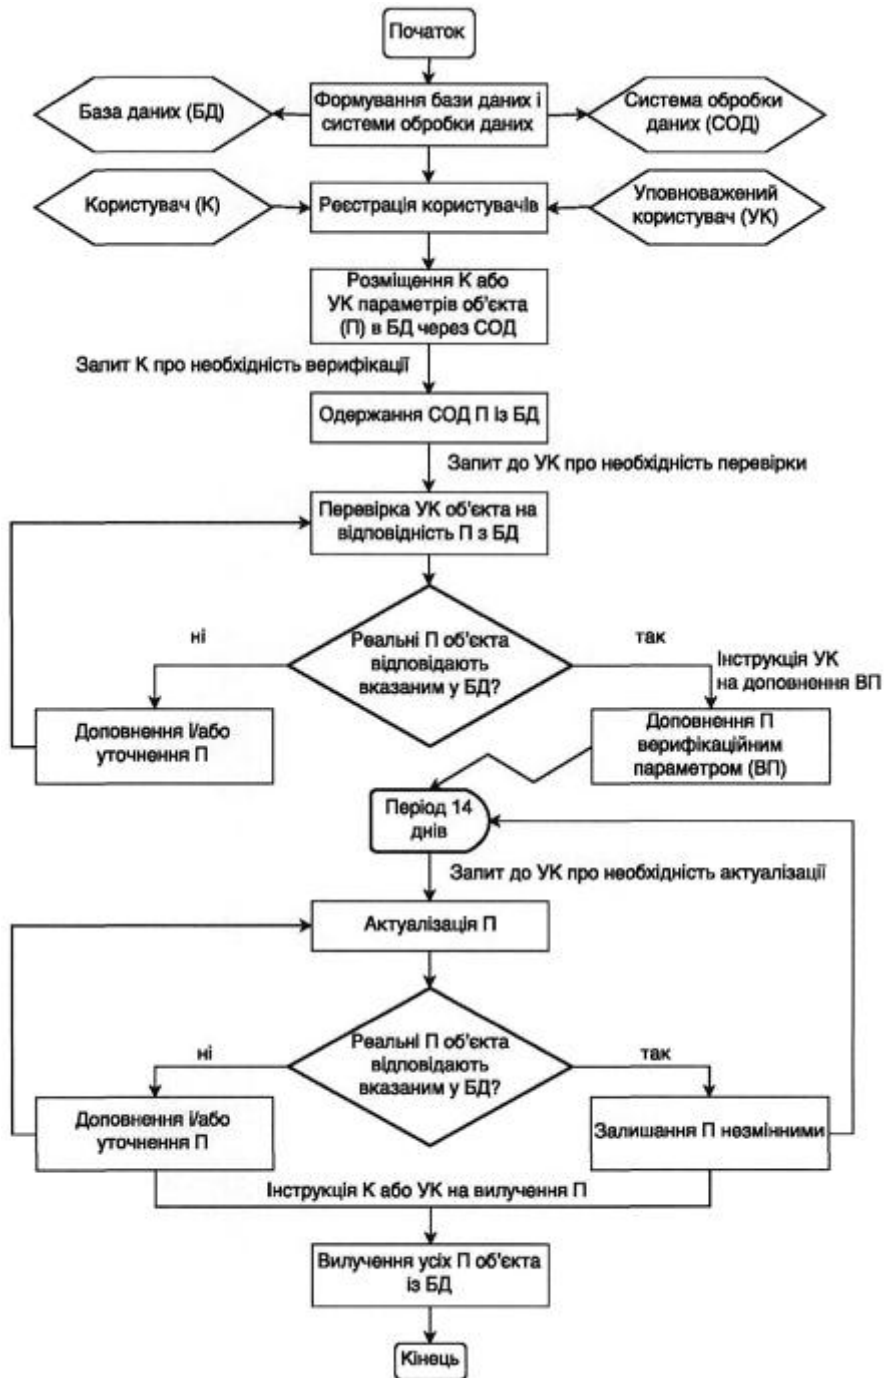 Початок
База даних (БД)
Формування бази даних і
системи обробки даних
Система обробки
даних (СОД)
Користувач (К)
Реєстрація користувачів
Уповноважений
користувач (УК)
Розміщення К або
УК параметрів об'єкта
(П) в БД через СОД
Запит К про необхідність верифікації
Одержання СОД П із БД
Запит до УК про необхідність перевірки
Перевірка УК об'єкта на
відповідність П з БД
ні
Реальні П об'єкта
відповідають
вказаним у БД?
так
Інструкція УК
на доповнення ВП
Доповнення і/або
уточнення П
Доповнення П
верифікаційним
параметром (ВП)
Період 14
днів
Запит до УК про необхідність актуалізації
Актуалізація П
ні
Реальні П об'єкта
відповідають
вказаним у БД?
так
Доповнення і/або
уточнення П
Залишання П незмінними
Інструкція К або УК на вилучення П
Вилучення усіх П об'єкта
із БД
Кінець